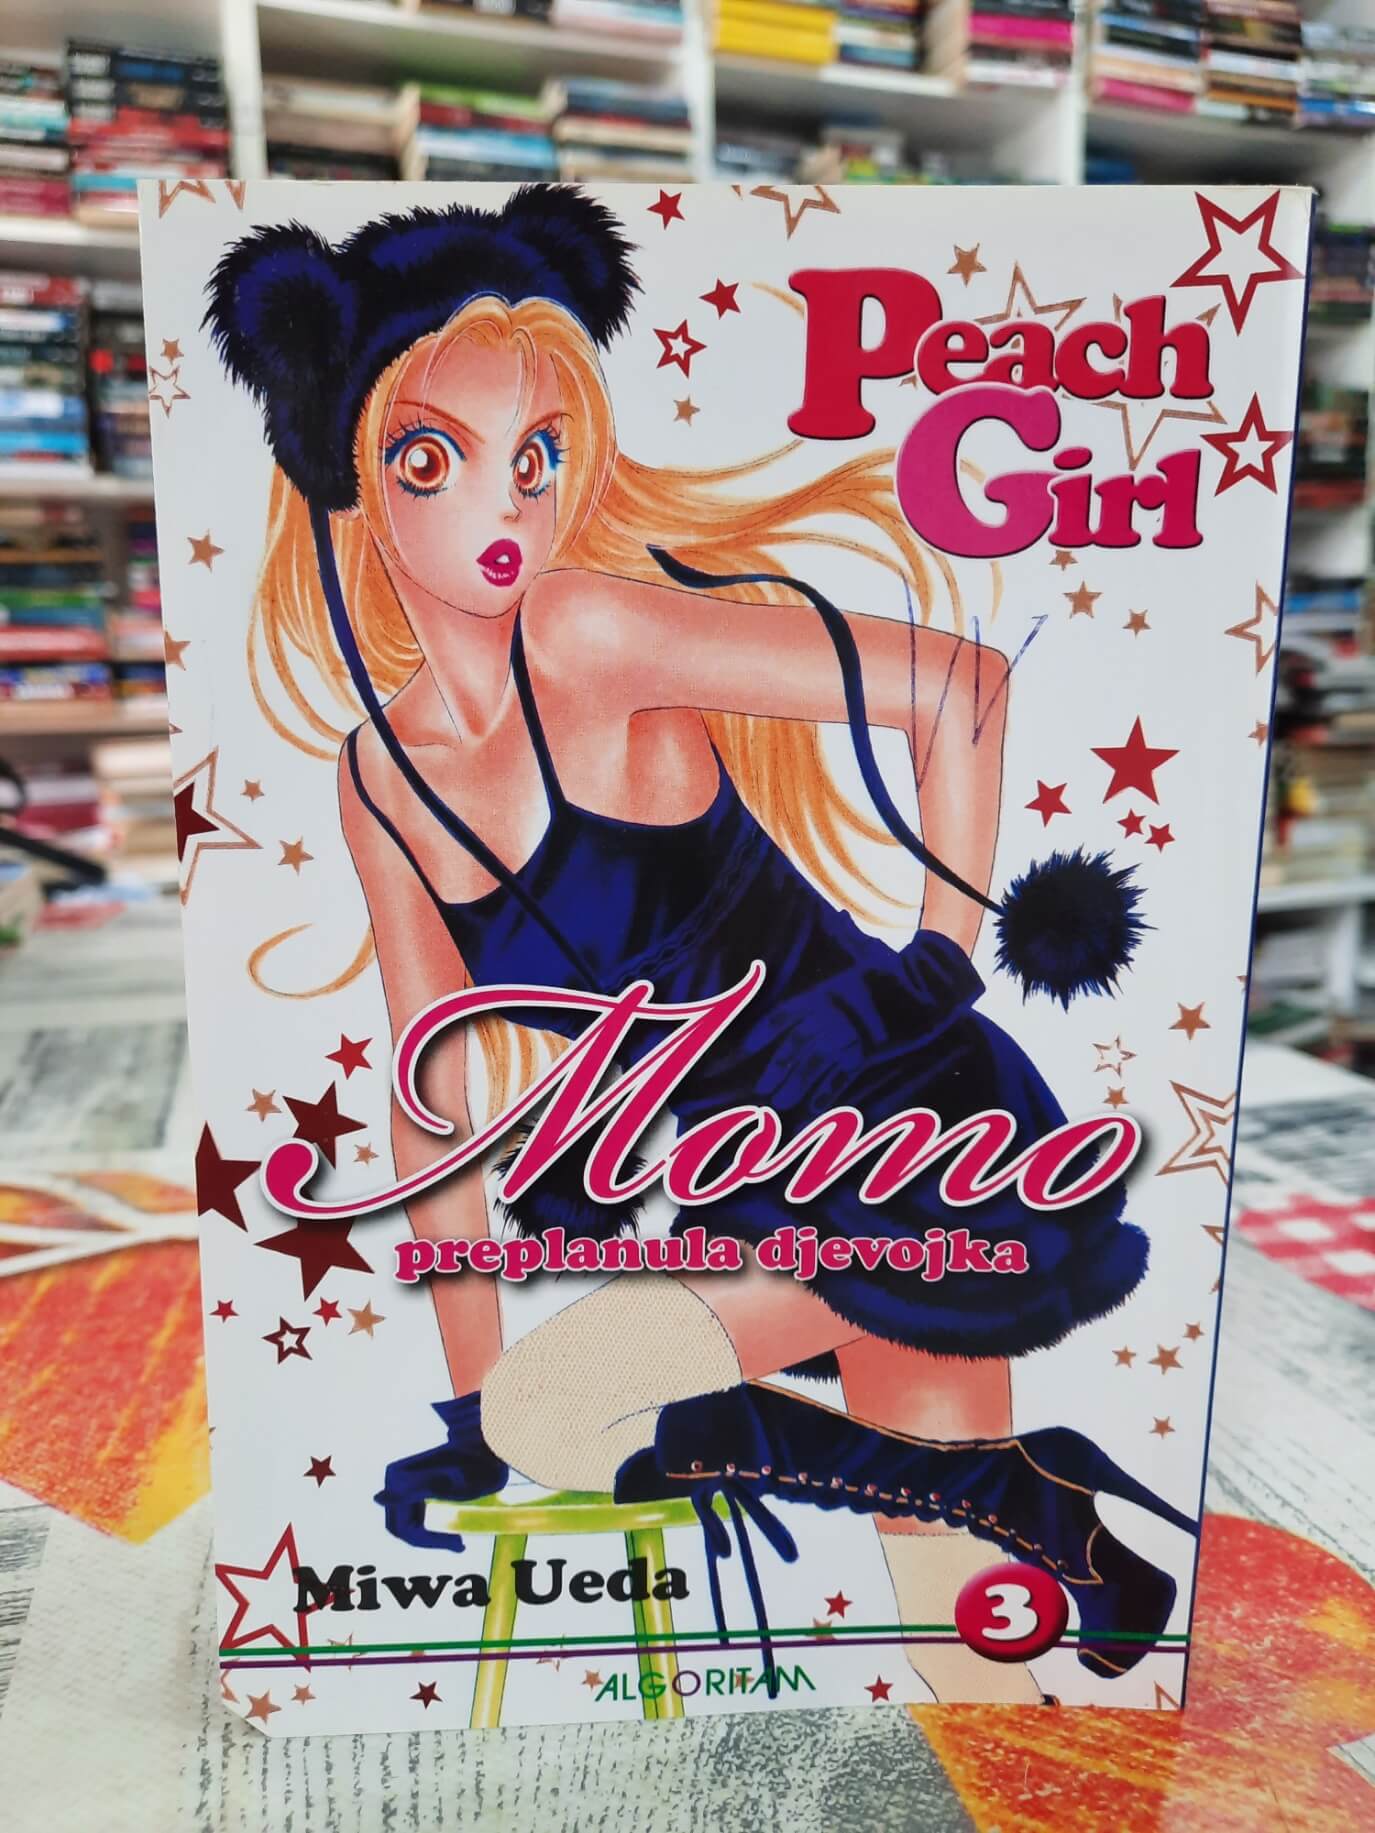 Peach
Girl
Momo
preplanula djevojka
Miwa Ueda
3
ALGORITAM